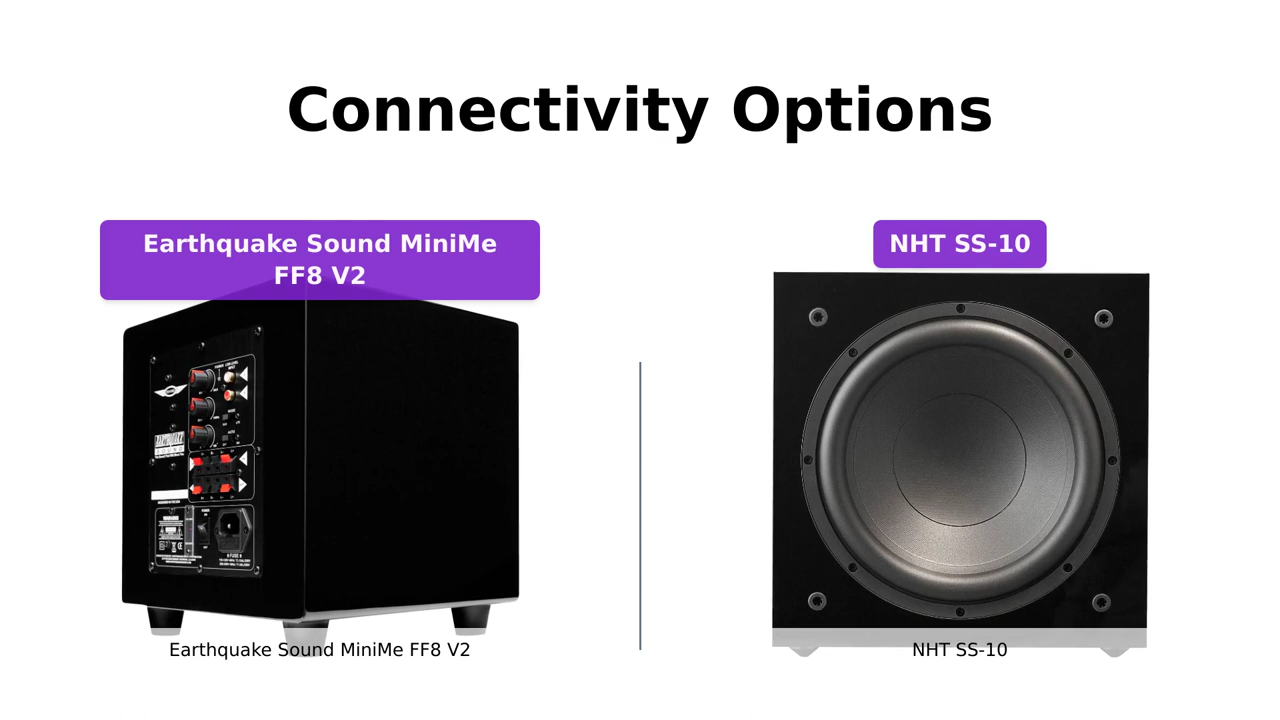 Connectivity Options
Earthquake Sound MiniMe
FF8 V2
NHT SS-10
Earthquake Sound MiniMe FF8 V2
NHT SS-10